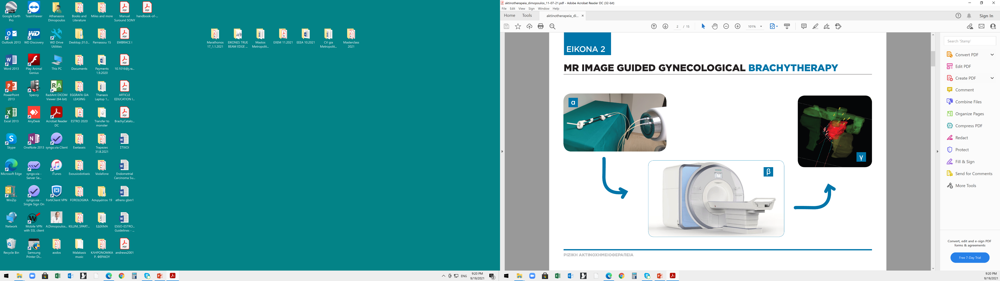 Google Earth
Pro
TeamViewer
Athanasios
Dimopoulos
Books and
Literature
Miles and more
Manual
Suround SONY
handbook-of-...
Outlook 2013
WD Discovery
WD Drive
Utilities
Desktop_01.0...
Parnassou 15
EMBRACE I
Marathonos
17_1.1.2021
EIKONES TRUE
BEAM EDGE ...
Mastos
Metropolit...
EXEM 11.2021
EEEA 10.2021
CV gia
Metropolit...
Masterclass
2021
Word 2013
Play Animal
Genius
This PC
Documents
Payments
1.9.2020
10.1016@j.ra...
PowerPoint
2013
Speccy
RadiAnt DICOM
Viewer (64-bit)
EGGRAFA GIA
LEASING
Thanasis
Laptop 1...
ARTICLE
EDUCATION I...
Excel 2013
AnyDesk
Acrobat Reader
DC
ESTRO 2020
Transfer to
monster
BrachyCatalo...
Skype
OneNote 2013
syngo.via Client
Exetaseis
Trapezes
31.8.2021
ΣΤΙΧΟΙ
Microsoft Edge
syngo.via -
Server Se...
iTunes
Exousiodotiseis
Vodafone
Endometrial
Carcinoma Su...
WinZip
syngo.via -
Single Sign On
FortiClient VPN
FOROLOGIKA
Ασυρμάτου 19
athens gbm1
Network
Mobile VPN
with SSL client
A.Dimopoulos...
KILLINI_SPART...
ΕΔΕΚΜΑ
ESGO-ESTRO...
Guidelines - ...
Recycle Bin
Samsung
Printer Di...
aodos
Malakasis
music
ΚΛΗΡΟΝΟΜΙΚΑ
Ρ. ΦΕΡΑΙΟΥ
andrews2001
ENG
9:20 PM
9/19/2021
2
aktinotherapeia_dimopoulos_11-07-21.pdf - Adobe Acrobat Reader DC (32-bit)
File Edit View Sign Window Help
Home Tools aktinotherapeia_di... × Sign In
2 / 15 101%
ΕΙΚΟΝΑ 2
MR IMAGE GUIDED GYNECOLOGICAL BRACHYTHERAPY
α
β
γ
SIEMENS
ΡΙΖΙΚΗ ΑΚΤΙΝΟΧΗΜΕΙΟΘΕΡΑΠΕΙΑ
Search 'Stamp'
Convert PDF
Edit PDF
Create PDF
Comment
Combine Files
Organize Pages
Compress PDF
Redact
Protect
Fill & Sign
Send for Comments
More Tools
Convert, edit and e-sign PDF
forms & agreements
Free 7-Day Trial
9:20 PM
9/19/2021